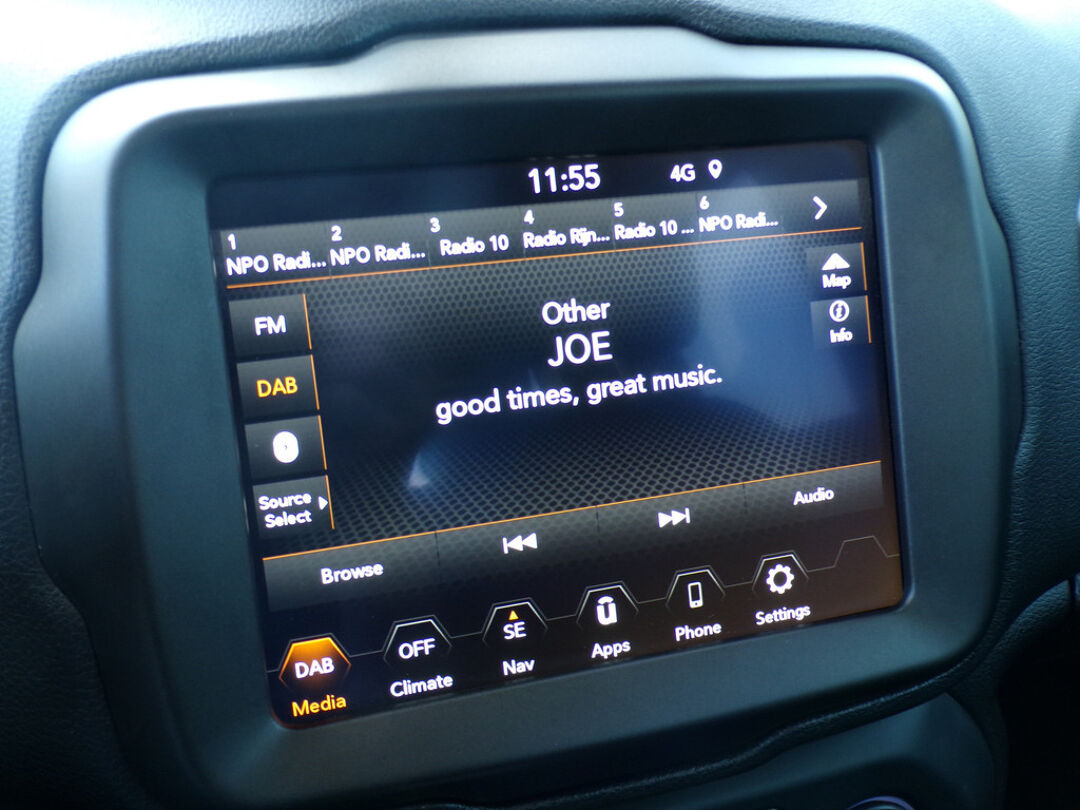 11:55 4G
1 NPO Radi...
2 NPO Radi...
3 Radio 10
4 Radio Rijn...
5 Radio 10 ...
6 NPO Radi...
Map
Info
FM
DAB
Source
Select
Other
JOE
good times, great music.
Browse
Audio
DAB
Media
OFF
Climate
SE
Nav
Apps
Phone
Settings